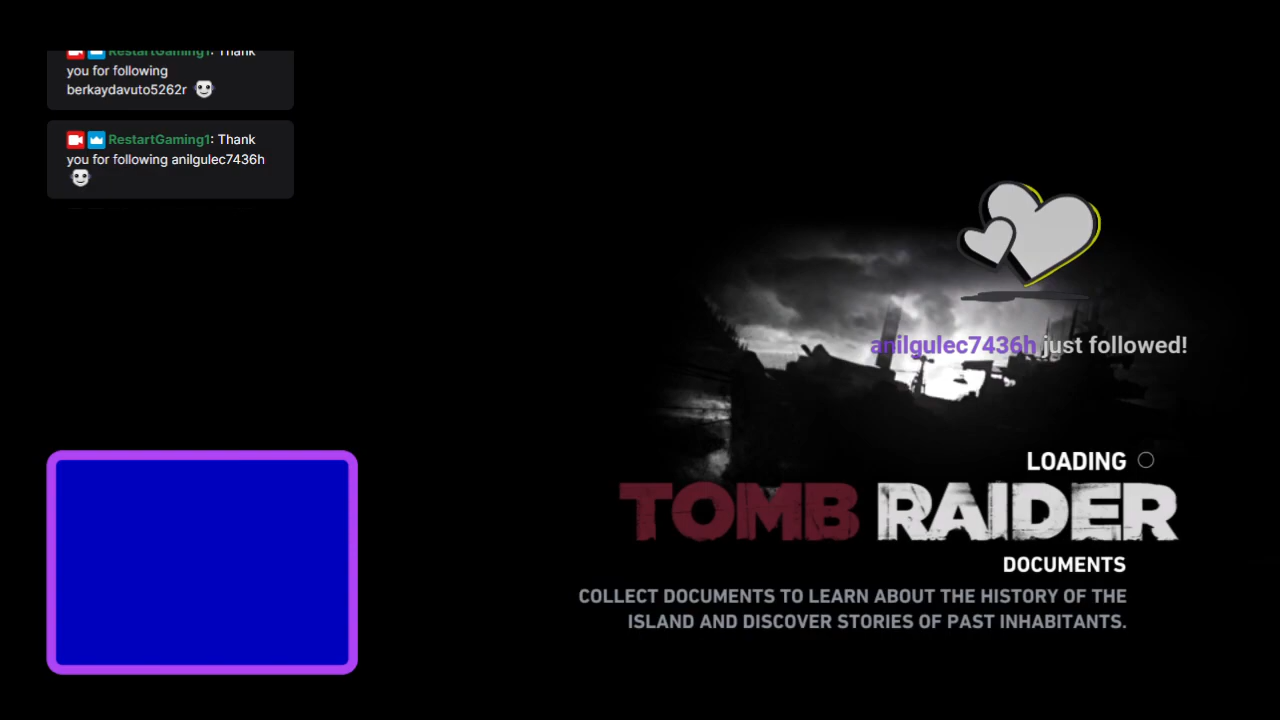 RestartGaming1: Thank
you for following
berkaydavuto5262r
RestartGaming1: Thank
you for following anilgulec7436h
anilgulec7436h just followed!
LOADING
TOMB RAIDER
DOCUMENTS
COLLECT DOCUMENTS TO LEARN ABOUT THE HISTORY OF THE
ISLAND AND DISCOVER STORIES OF PAST INHABITANTS.